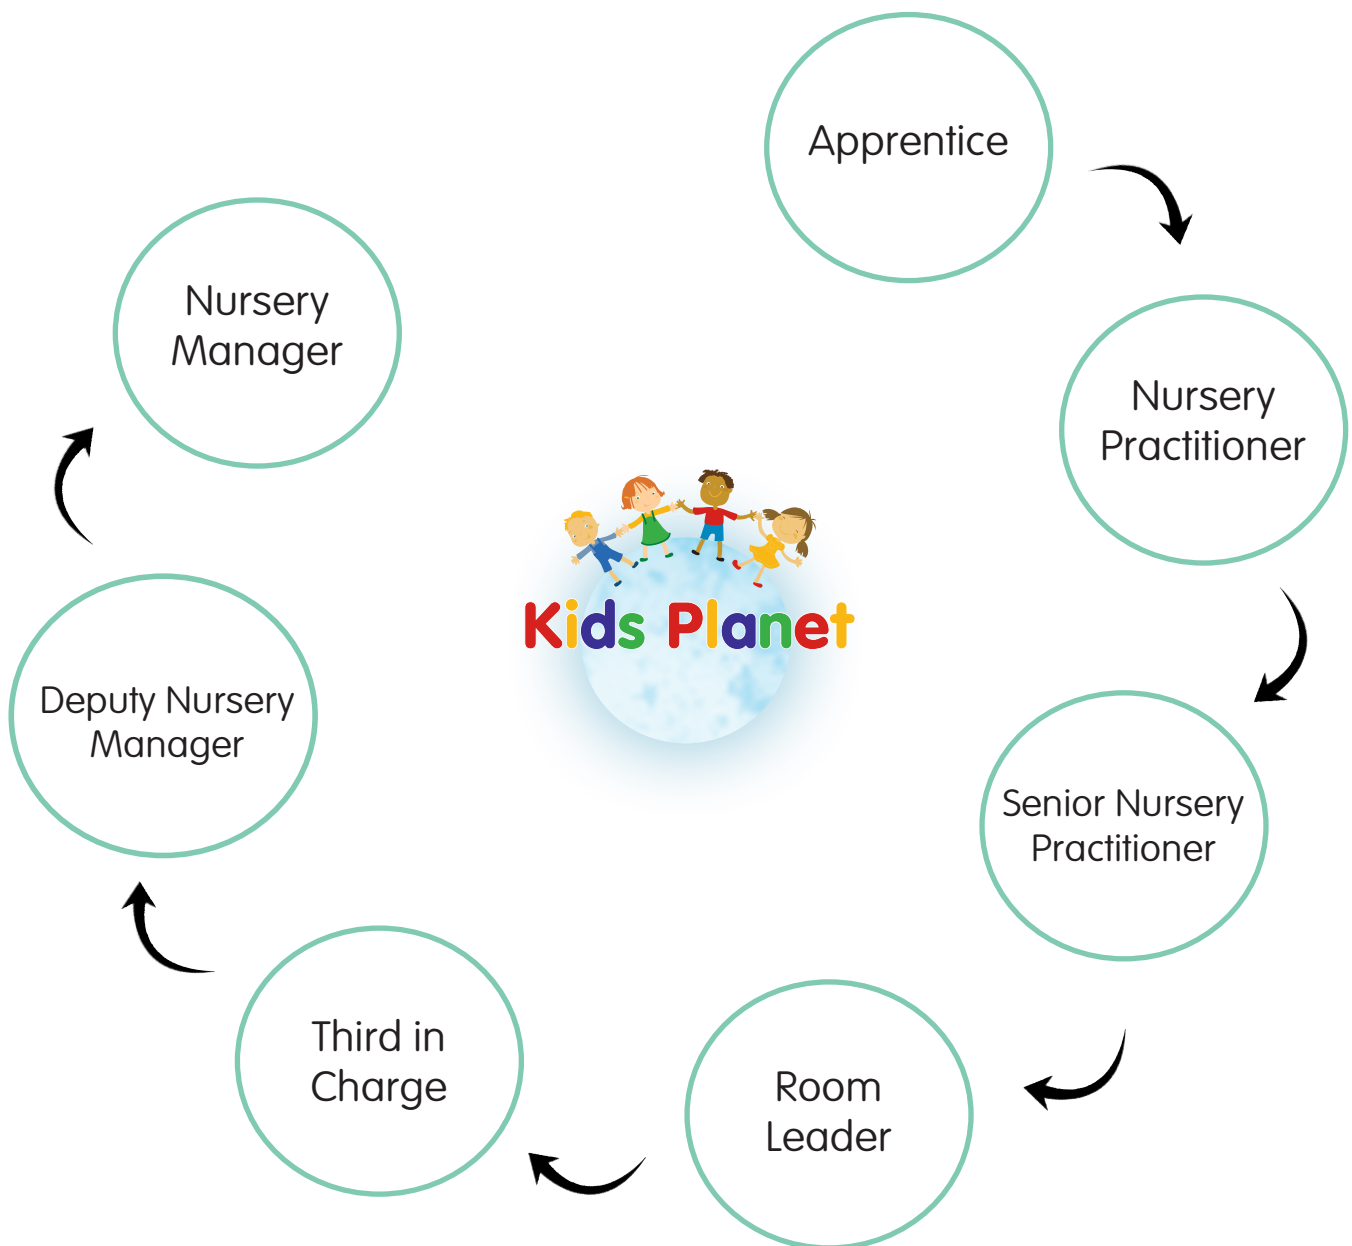 Apprentice
Nursery
Practitioner
Senior Nursery
Practitioner
Room
Leader
Third in
Charge
Deputy Nursery
Manager
Nursery
Manager
Kids Planet